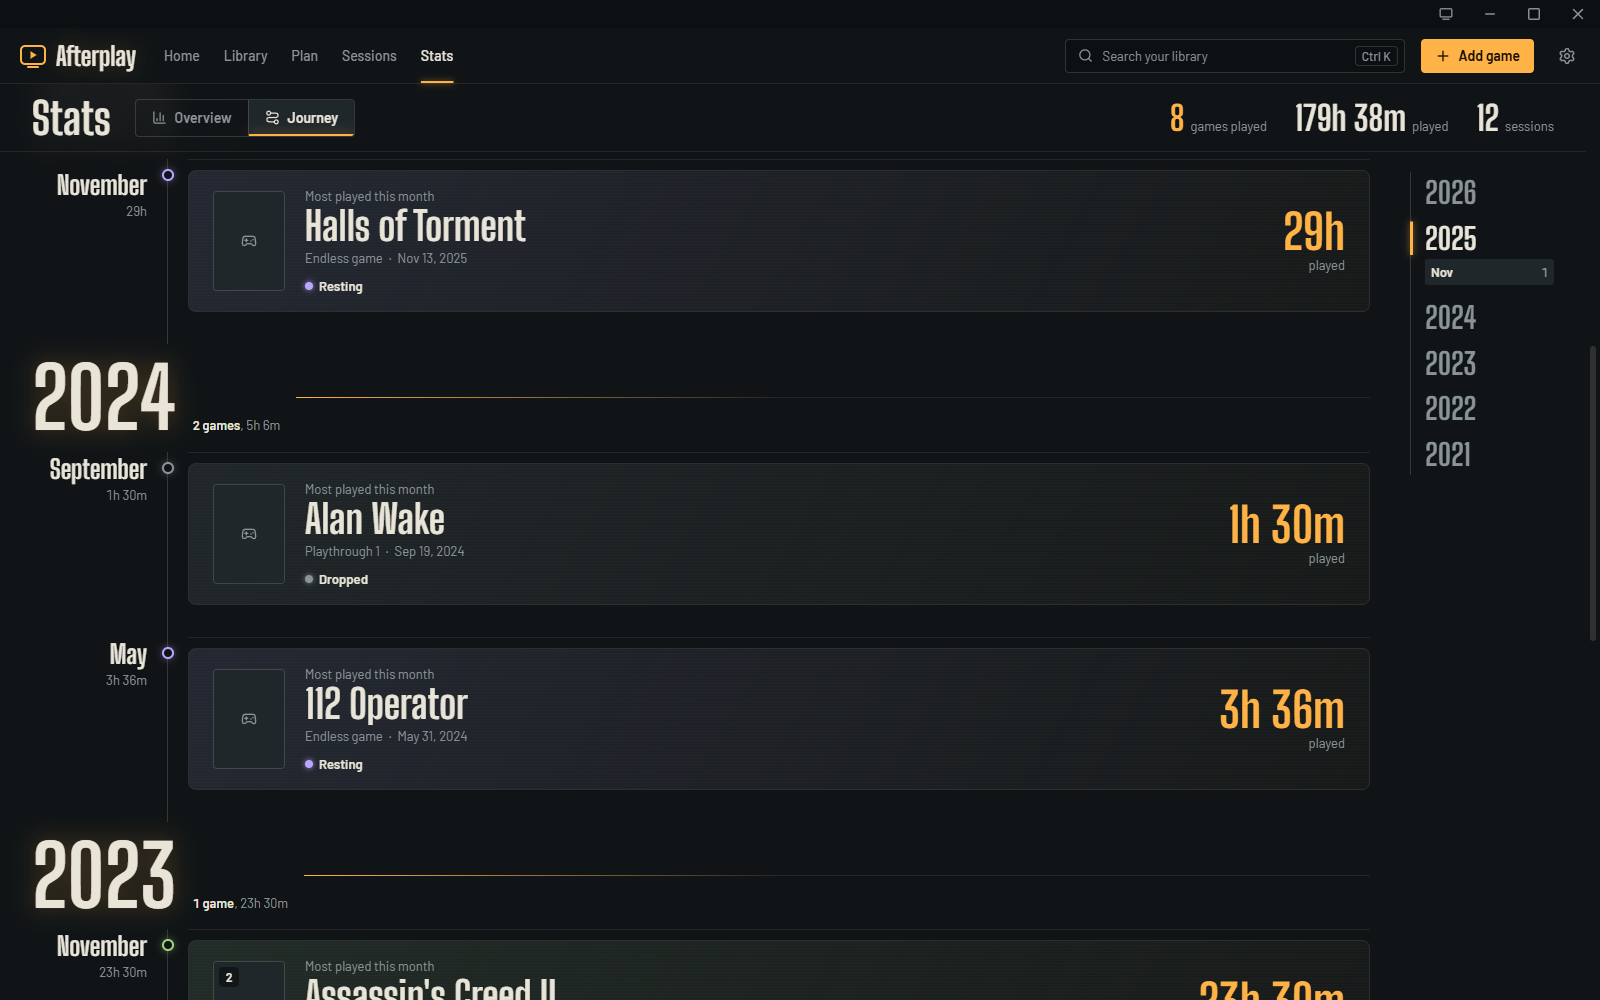 Afterplay
Home
Library
Plan
Sessions
Stats
Search your library
Ctrl K
Add game
Stats
Overview
Journey
8 games played
179h 38m played
12 sessions
November
29h
Most played this month
Halls of Torment
Endless game · Nov 13, 2025
Resting
29h
played
2024
2 games, 5h 6m
September
1h 30m
Most played this month
Alan Wake
Playthrough 1 · Sep 19, 2024
Dropped
1h 30m
played
May
3h 36m
Most played this month
112 Operator
Endless game · May 31, 2024
Resting
3h 36m
played
2023
1 game, 23h 30m
November
23h 30m
2
Most played this month
Assassin's Creed II
23h 30m
2026
2025
Nov 1
2024
2023
2022
2021